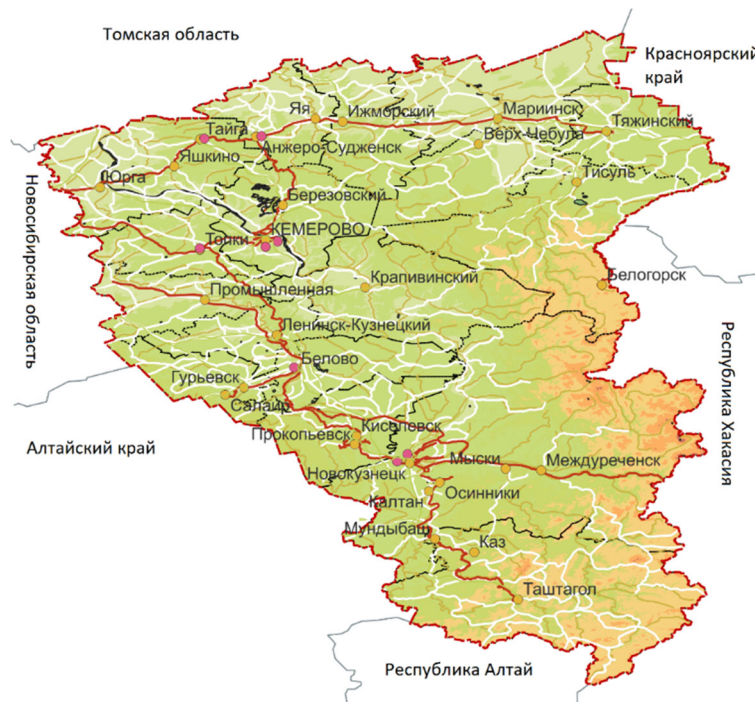 Томская область
Красноярский
край
Яя
Ижморский
Мариинск
Тяжинский
Тайга
Анжеро-Судженск
Верх-Чебула
Яшкино
Юрга
Тисуль
Березовский
Новосибирская область
КЕМЕРОВО
Топки
Крапивинский
Белогорск
Промышленная
Ленинск-Кузнецкий
Республика Хакасия
Белово
Гурьевск
Салаир
Киселевск
Прокопьевск
Алтайский край
Мыски
Междуреченск
Новокузнецк
Осинники
Калтан
Мундыбаш
Каз
Таштагол
Республика Алтай